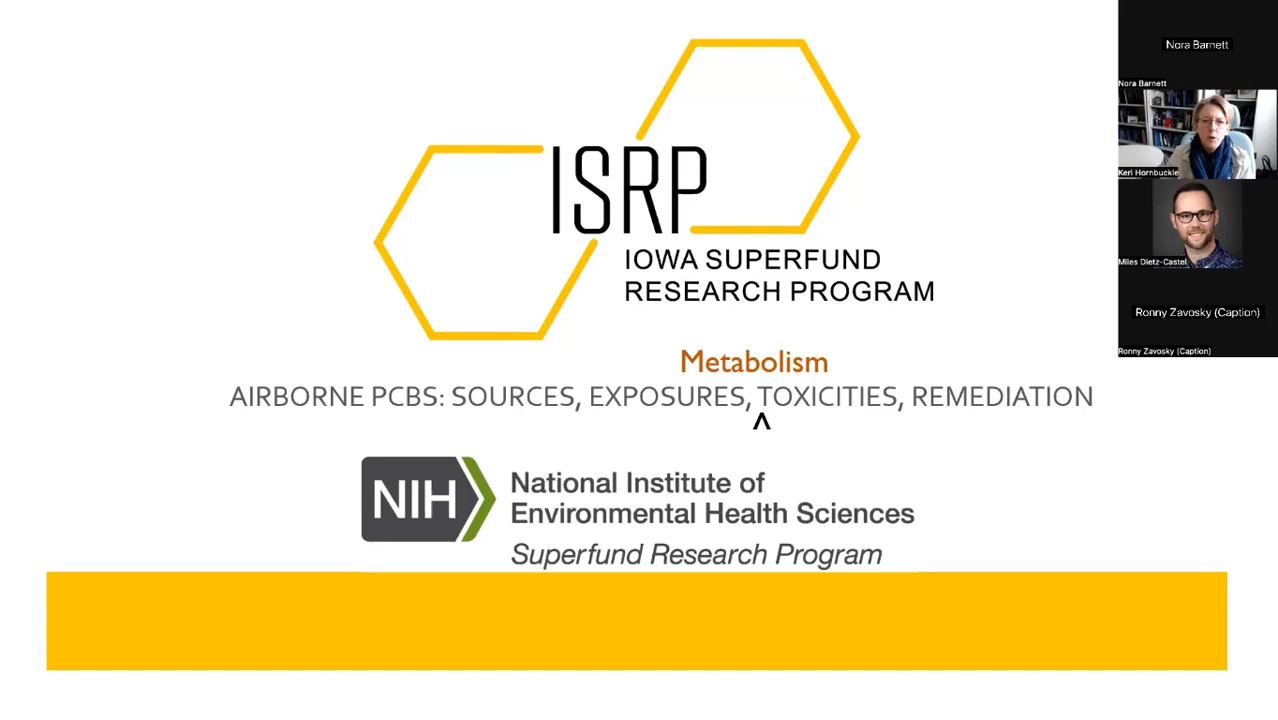 ISRP
IOWA SUPERFUND
RESEARCH PROGRAM
Metabolism
AIRBORNE PCBS: SOURCES, EXPOSURES, TOXICITIES, REMEDIATION
^
NIH
National Institute of
Environmental Health Sciences
Superfund Research Program
Nora Barnett
Nora Barnett
Keri Hornbuckle
Miles Dietz-Castel
Ronny Zavosky (Caption)
Ronny Zavosky (Caption)